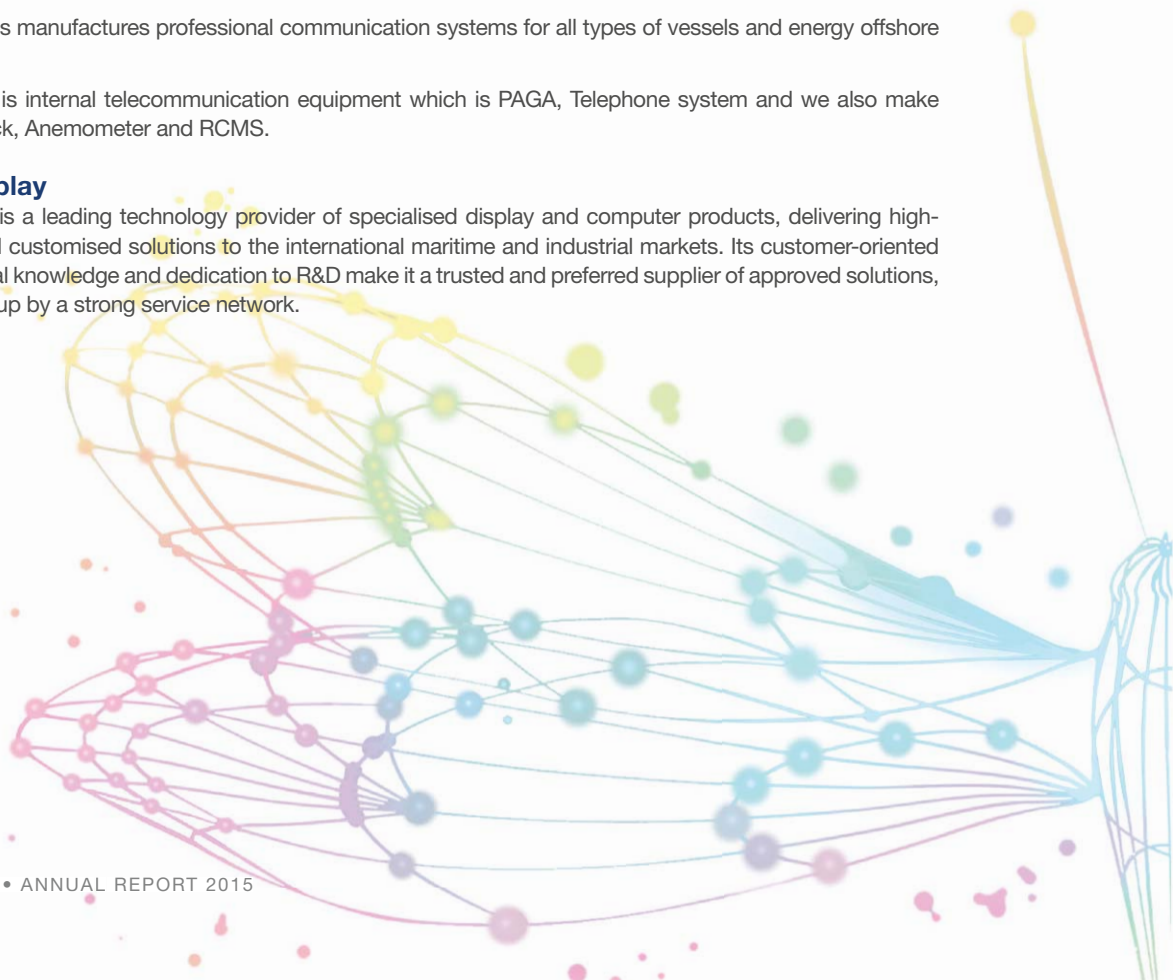 s manufactures professional communication systems for all types of vessels and energy offshore
is internal telecommunication equipment which is PAGA, Telephone system and we also make
ck, Anemometer and RCMS.
play
is a leading technology provider of specialised display and computer products, delivering high-
l customised solutions to the international maritime and industrial markets. Its customer-oriented
al knowledge and dedication to R&D make it a trusted and preferred supplier of approved solutions,
up by a strong service network.
• ANNUAL REPORT 2015